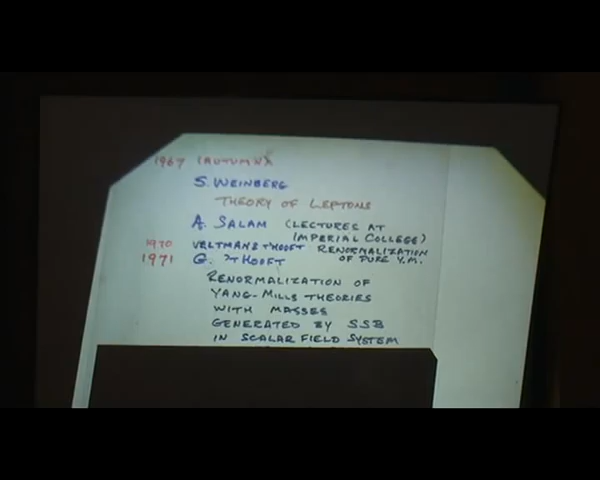 1967 (AUTUMN)
S. WEINBERG
THEORY OF LEPTONS
A. SALAM (LECTURES AT
IMPERIAL COLLEGE)
1970 VELTMAN & 'T HOOFT RENORMALIZATION
OF PURE Y.M.
1971 G. 'T HOOFT
RENORMALIZATION OF
YANG-MILLS THEORIES
WITH MASSES
GENERATED BY SSB
IN SCALAR FIELD SYSTEM